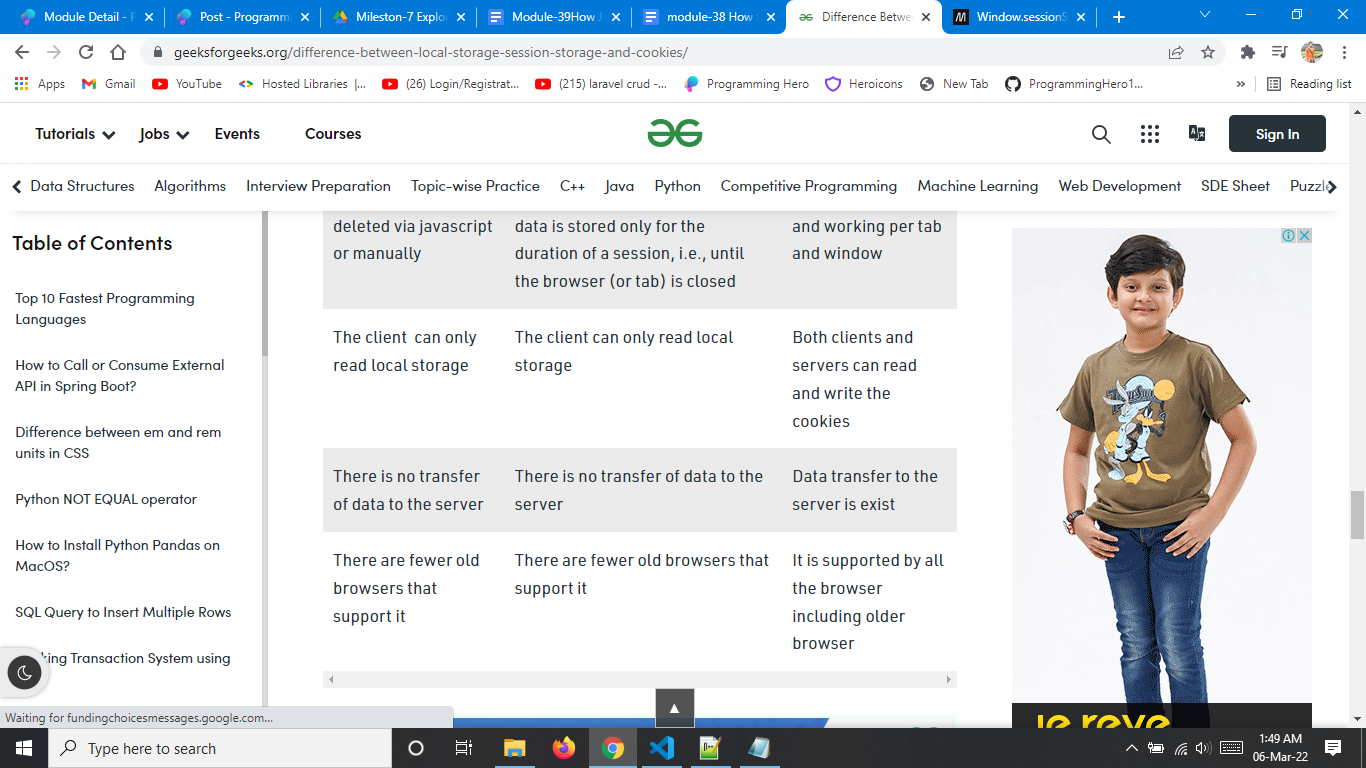 Module Detail - P
Post - Programmi
Mileston-7 Explor
Module-39How J
module-38 How
Difference Betwe
Window.sessionS
geeksforgeeks.org/difference-between-local-storage-session-storage-and-cookies/
Apps
Gmail
YouTube
Hosted Libraries |...
(26) Login/Registrat...
(215) laravel crud -...
Programing Hero
Heroicons
New Tab
ProgrammingHero1...
»
Reading list
Tutorials
Jobs
Events
Courses
Sign In
Data Structures
Algorithms
Interview Preparation
Topic-wise Practice
C++
Java
Python
Competitive Programming
Machine Learning
Web Development
SDE Sheet
Puzzle
Table of Contents
Top 10 Fastest Programming
Languages
How to Call or Consume External
API in Spring Boot?
Difference between em and rem
units in CSS
Python NOT EQUAL operator
How to Install Python Pandas on
MacOS?
SQL Query to Insert Multiple Rows
king Transaction System using
deleted via javascript
or manually
data is stored only for the
duration of a session, i.e., until
the browser (or tab) is closed
and working per tab
and window
The client  can only
read local storage
The client can only read local
storage
Both clients and
servers can read
and write the
cookies
There is no transfer
of data to the server
There is no transfer of data to the
server
Data transfer to the
server is exist
There are fewer old
browsers that
support it
There are fewer old browsers that
support it
It is supported by all
the browser
including older
browser
le reve
Waiting for fundingchoicesmessages.google.com...
Type here to search
1:49 AM
06-Mar-22